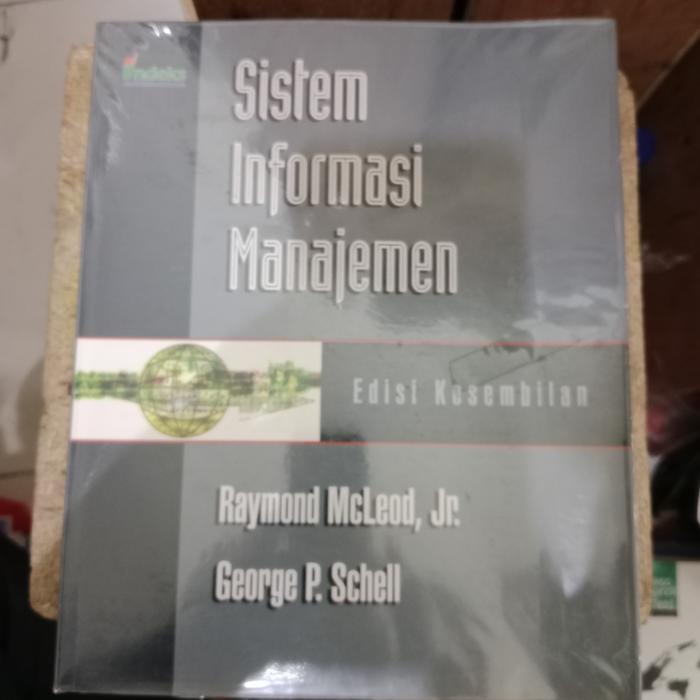 indeks
Sistem
Informasi
Manajemen
Edisi Kesembilan
Raymond McLeod, Jr.
George P. Schell